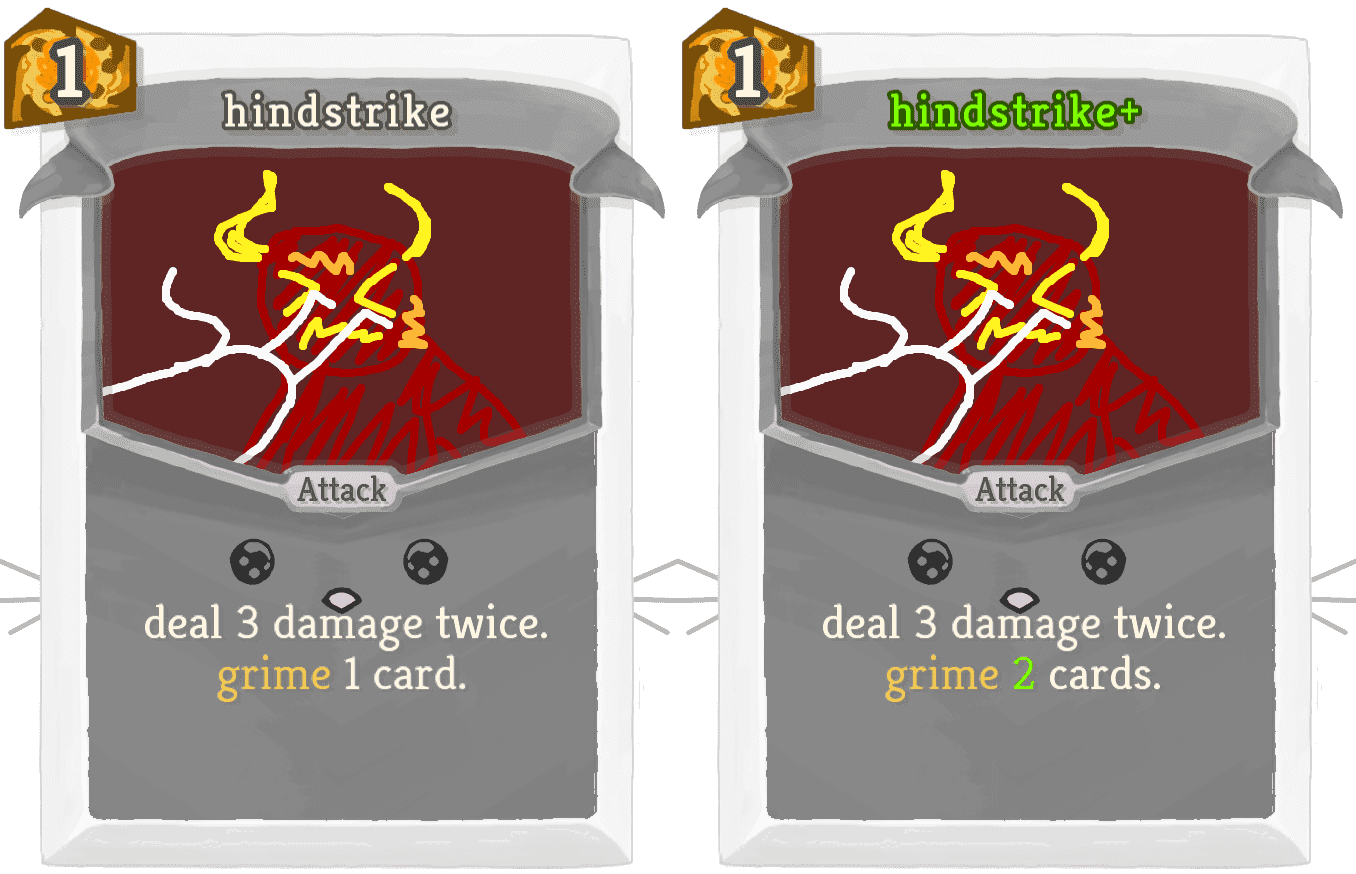 1
hindstrike
Attack
deal 3 damage twice.
grime 1 card.
1
hindstrike+
Attack
deal 3 damage twice.
grime 2 cards.